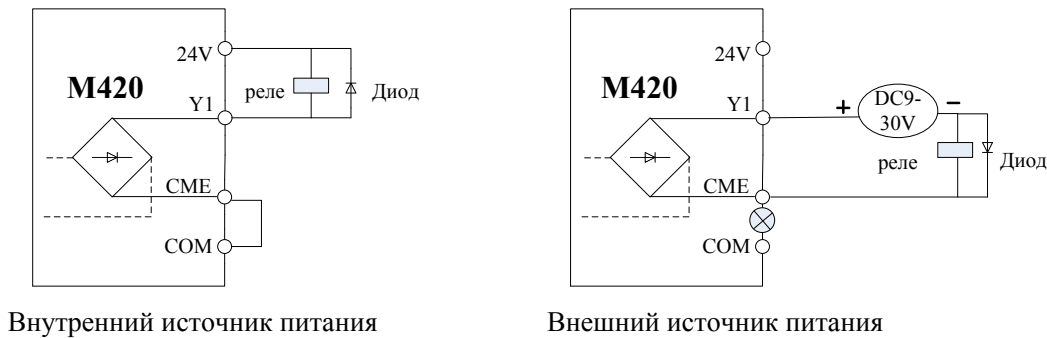 24V
M420
реле
Диод
Y1
CME
COM
Внутренний источник питания
24V
M420
Y1
+
DC9-
30V
−
реле
Диод
CME
COM
Внешний источник питания